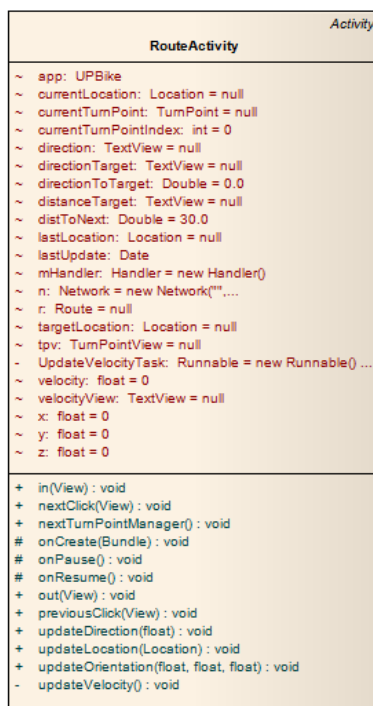 Activity
RouteActivity
~ app: UPBike
~ currentLocation: Location = null
~ currentTurnPoint: TurnPoint = null
~ currentTurnPointIndex: int = 0
~ direction: TextView = null
~ directionTarget: TextView = null
~ directionToTarget: Double = 0.0
~ distanceTarget: TextView = null
~ distToNext: Double = 30.0
~ lastLocation: Location = null
~ lastUpdate: Date
~ mHandler: Handler = new Handler()
~ n: Network = new Network("",...
~ r: Route = null
~ targetLocation: Location = null
~ tpv: TurnPointView = null
- UpdateVelocityTask: Runnable = new Runnable() ...
~ velocity: float = 0
~ velocityView: TextView = null
~ x: float = 0
~ y: float = 0
~ z: float = 0
+ in(View) : void
+ nextClick(View) : void
+ nextTurnPointManager() : void
# onCreate(Bundle) : void
# onPause() : void
# onResume() : void
+ out(View) : void
+ previousClick(View) : void
+ updateDirection(float) : void
+ updateLocation(Location) : void
+ updateOrientation(float, float, float) : void
- updateVelocity() : void